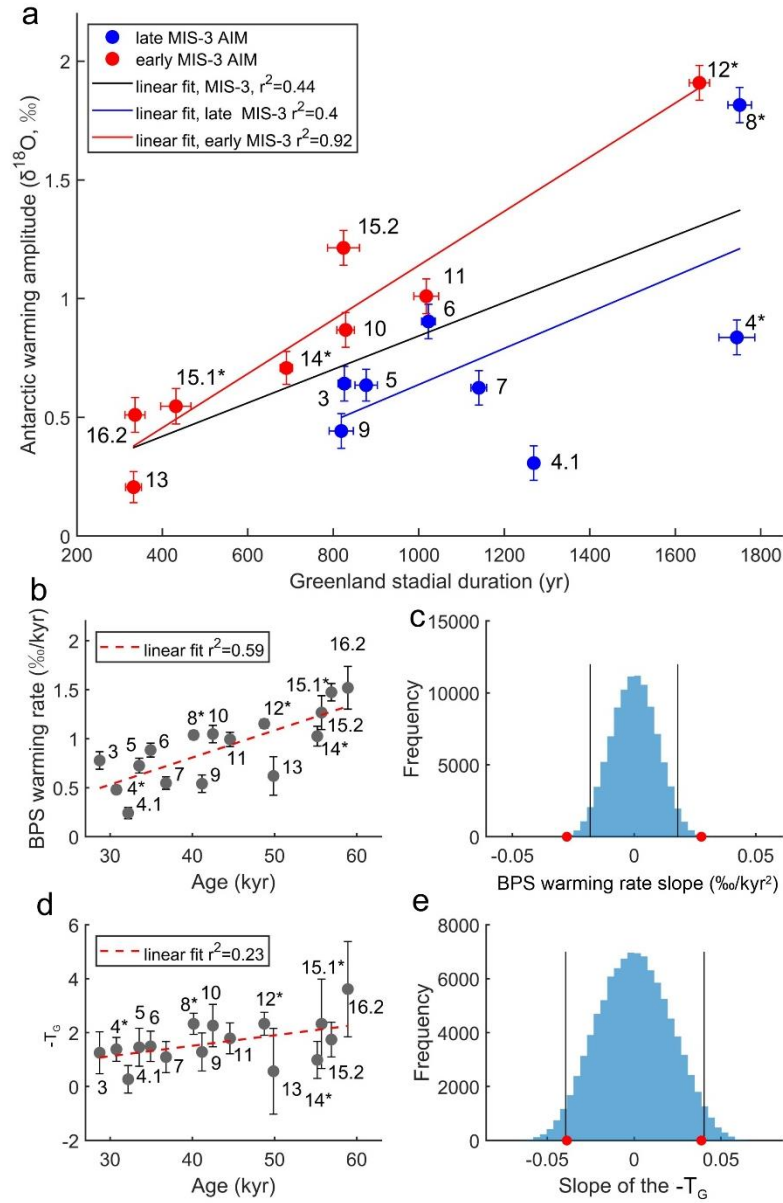 a
late MIS-3 AIM
early MIS-3 AIM
linear fit, MIS-3, r²=0.44
linear fit, late MIS-3 r²=0.4
linear fit, early MIS-3 r²=0.92
Antarctic warming amplitude (δ¹⁸O, ‰)
2
1.5
1
0.5
0
12*
8*
15.2
11
6
10
14*
15.1*
16.2
13
3
5
7
9
4*
4.1
200 400 600 800 1000 1200 1400 1600 1800
Greenland stadial duration (yr)
b
BPS warming rate (‰/kyr)
2
1.5
1
0.5
0
linear fit r²=0.59
3
5
6
8*
10
12*
15.1*
16.2
4*
4.1
7
9
11
13
15.2
14*
30 40 50 60
Age (kyr)
c
Frequency
15000
10000
5000
0
-0.05 0 0.05
BPS warming rate slope (‰/kyr²)
d
-T_G
6
4
2
0
-2
linear fit r²=0.23
3
4*
5
6
8*
10
12*
15.1*
16.2
4.1
7
9
11
13
14*
15.2
30 40 50 60
Age (kyr)
e
Frequency
8000
6000
4000
2000
0
-0.05 0 0.05
Slope of the -T_G